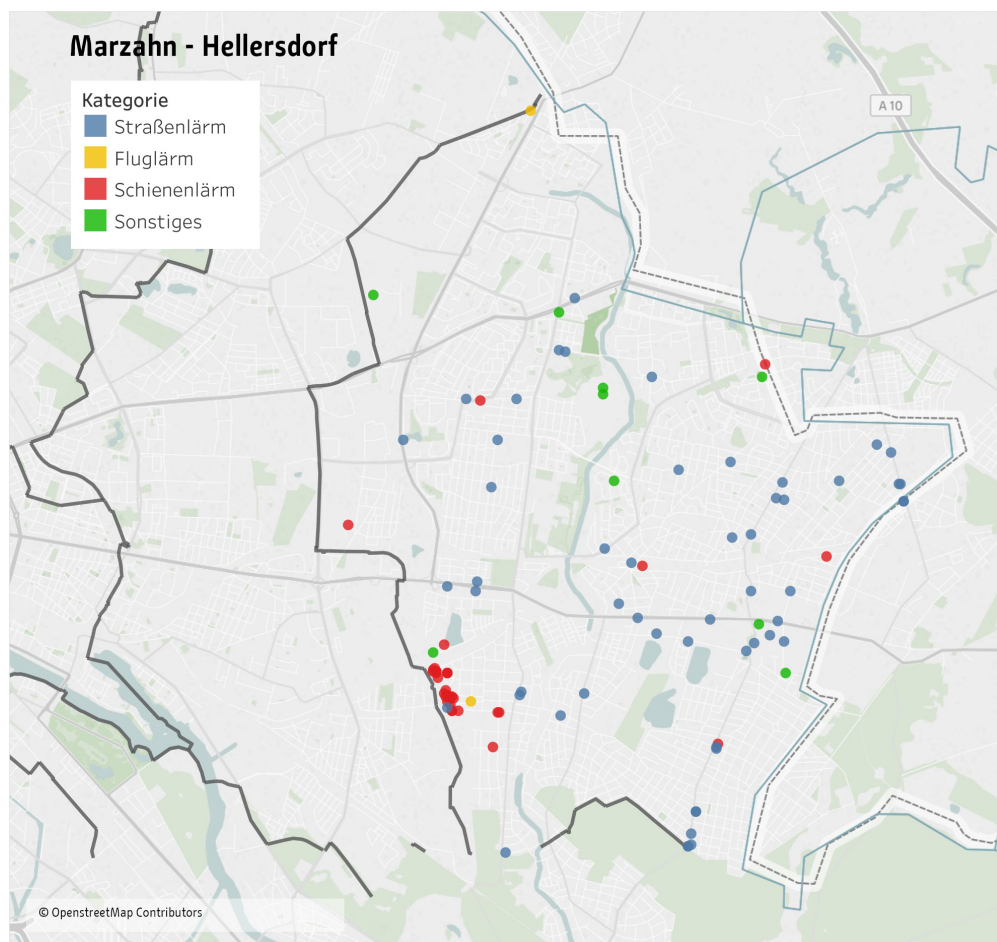 Marzahn - Hellersdorf
Kategorie
Straßenlärm
Fluglärm
Schienenlärm
Sonstiges
A 10
© OpenstreetMap Contributors